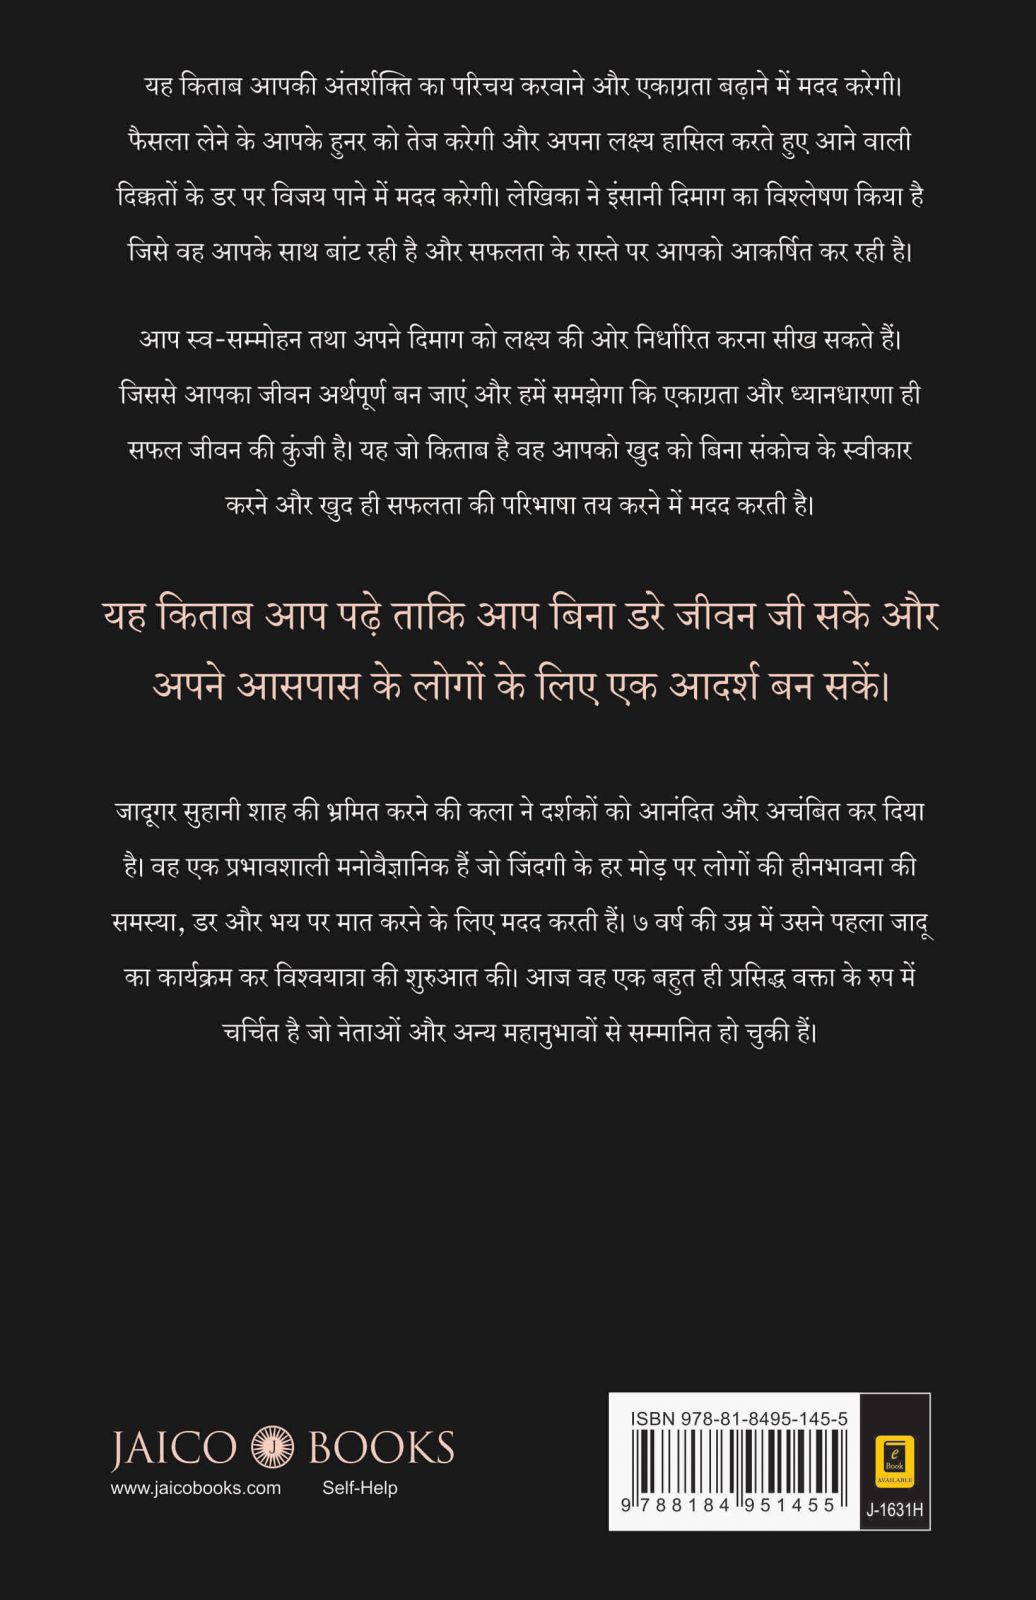 यह किताब आपकी अंतर्शक्ति का परिचय करवाने और एकाग्रता बढ़ाने में मदद करेगी।
फैसला लेने के आपके हुनर को तेज करेगी और अपना लक्ष्य हासिल करते हुए आने वाली
दिक्कतों के डर पर विजय पाने में मदद करेगी। लेखिका ने इंसानी दिमाग का विश्लेषण किया है
जिसे वह आपके साथ बांट रही है और सफलता के रास्ते पर आपको आकर्षित कर रही है।
आप स्व-सम्मोहन तथा अपने दिमाग को लक्ष्य की ओर निर्धारित करना सीख सकते हैं।
जिससे आपका जीवन अर्थपूर्ण बन जाएं और हमें समझेगा कि एकाग्रता और ध्यानधारणा ही
सफल जीवन की कुंजी है। यह जो किताब है वह आपको खुद को बिना संकोच के स्वीकार
करने और खुद ही सफलता की परिभाषा तय करने में मदद करती है।
यह किताब आप पढ़े ताकि आप बिना डरे जीवन जी सके और
अपने आसपास के लोगों के लिए एक आदर्श बन सकें।
जादूगर सुहानी शाह की भ्रमित करने की कला ने दर्शकों को आनंदित और अचंबित कर दिया
है। वह एक प्रभावशाली मनोवैज्ञानिक हैं जो जिंदगी के हर मोड़ पर लोगों की हीनभावना की
समस्या, डर और भय पर मात करने के लिए मदद करती हैं। ७ वर्ष की उम्र में उसने पहला जादू
का कार्यक्रम कर विश्वयात्रा की शुरुआत की। आज वह एक बहुत ही प्रसिद्ध वक्ता के रुप में
चर्चित है जो नेताओं और अन्य महानुभावों से सम्मानित हो चुकी हैं।
JAICO J BOOKS
www.jaicobooks.com Self-Help
ISBN 978-81-8495-145-5
9 788184 951455
e
Book
AVAILABLE
J-1631H